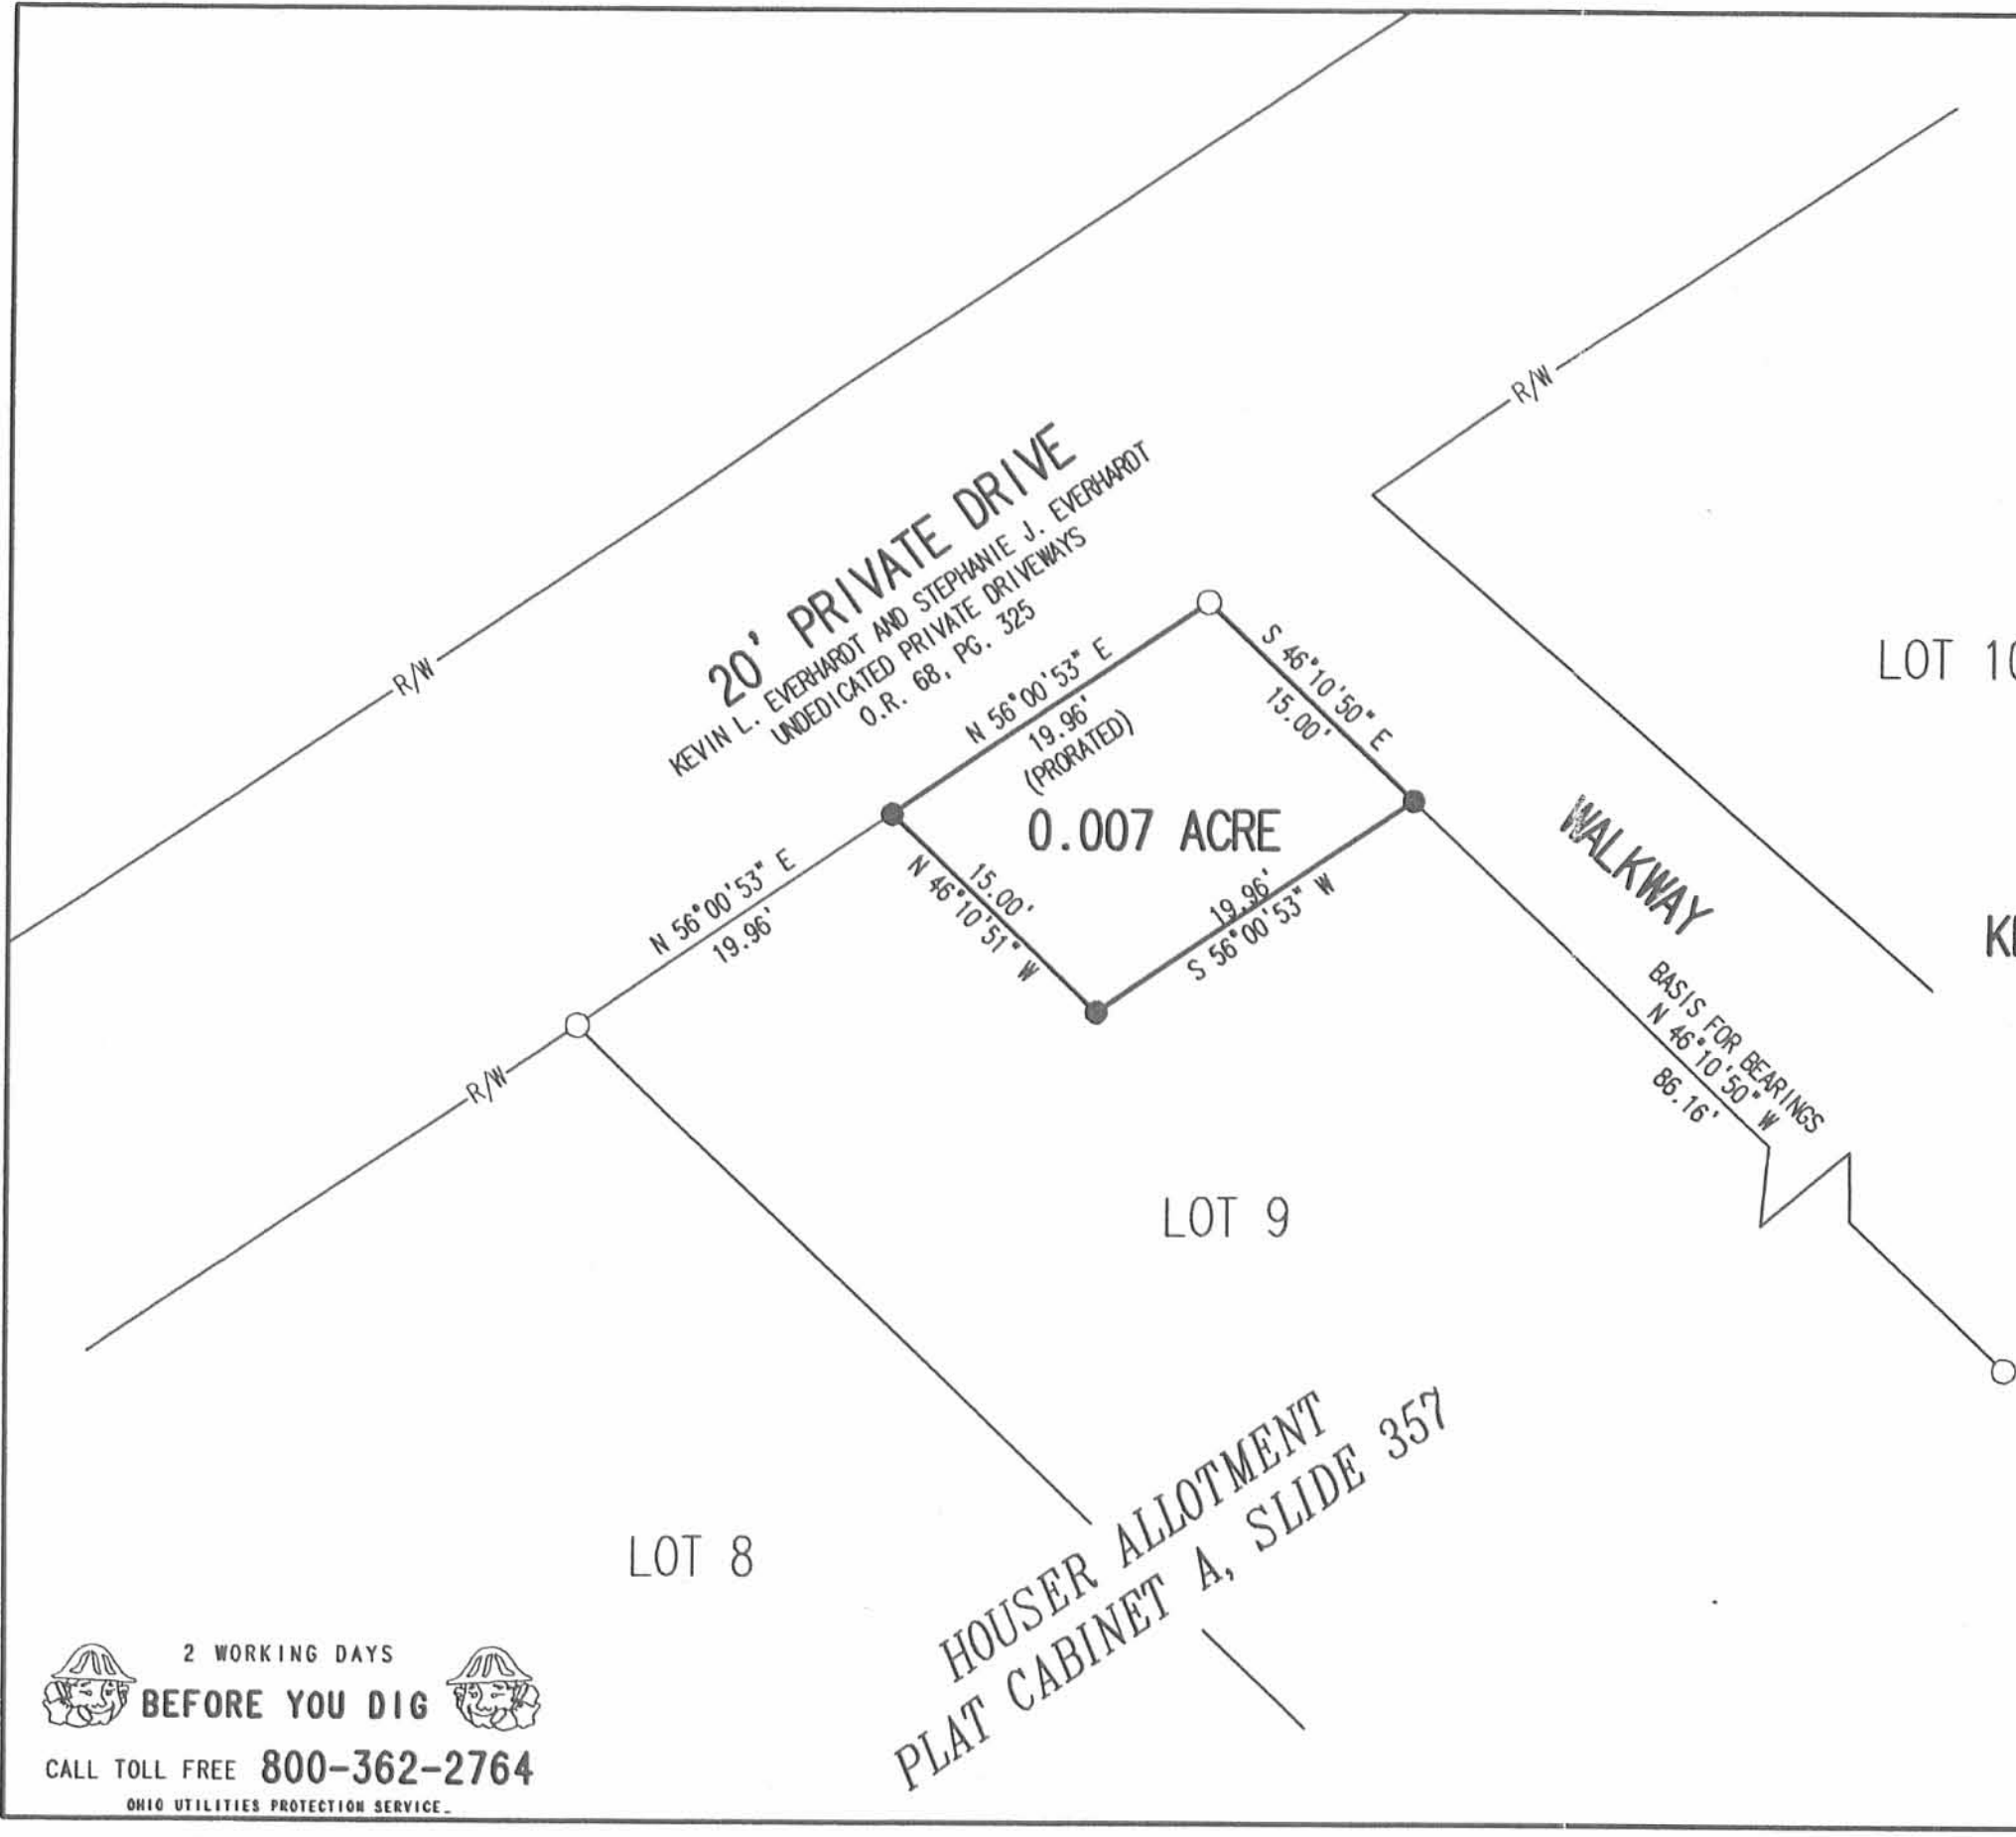 R/W
R/W
20' PRIVATE DRIVE
KEVIN L. EVERHARDT AND STEPHANIE J. EVERHARDT
UNDEDICATED PRIVATE DRIVEWAYS
O.R. 68, PG. 325
N 56°00'53" E
19.96'
(PRORATED)
S 46°10'50" E
15.00'
LOT 10
0.007 ACRE
N 56°00'53" E
19.96'
15.00'
N 46°10'51" W
19.96'
S 56°00'53" W
WALKWAY
BASIS FOR BEARINGS
N 46°10'50" W
86.16'
R/W
LOT 9
LOT 8
HOUSER ALLOTMENT
PLAT CABINET A, SLIDE 357
2 WORKING DAYS
BEFORE YOU DIG
CALL TOLL FREE 800-362-2764
OHIO UTILITIES PROTECTION SERVICE